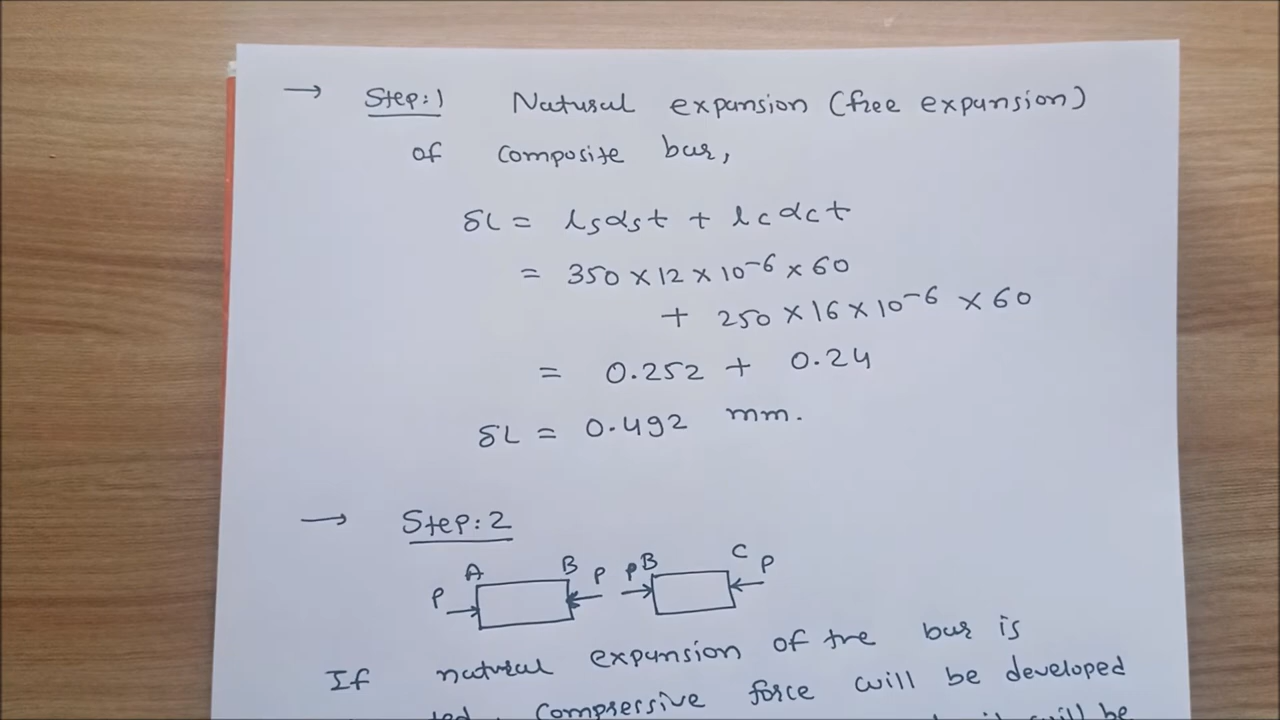 → Step:1 Natural expansion (free expansion)
of composite bar,
δL = lsαst + lcαct
= 350 × 12 × 10⁻⁶ × 60
+ 250 × 16 × 10⁻⁶ × 60
= 0.252 + 0.24
δL = 0.492 mm.
→ Step:2
A B B C
P P P P
If natural expansion of the bar is
compressive force will be developed
will be